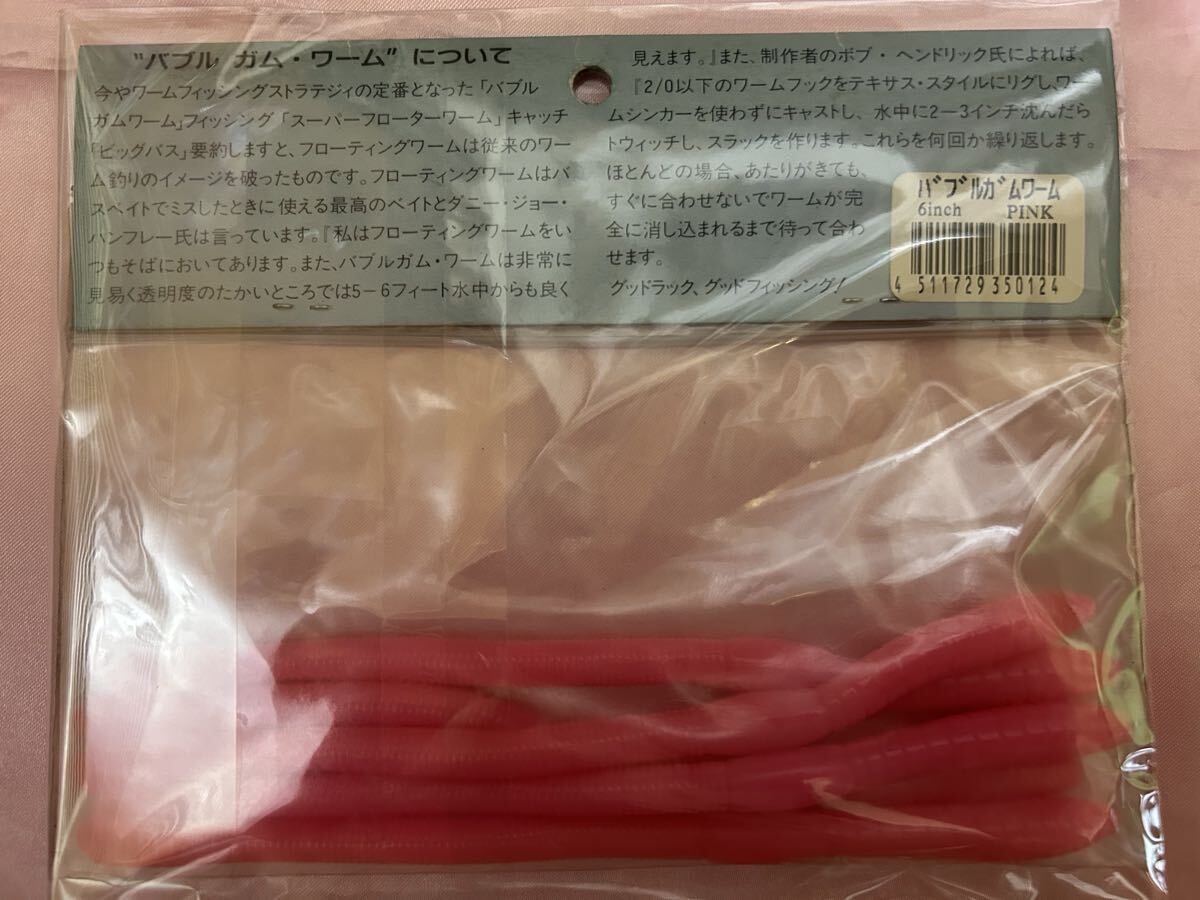 "バブル ガム・ワーム" について
今やワームフィッシングストラテジィの定番となった「バブル
ガムワーム」フィッシング「スーパーフローターワーム」キャッチ
「ビッグバス」要約しますと、フローティングワームは従来のワー
ム釣りのイメージを破ったものです。フローティングワームはバ
スベイトでミスしたときに使える最高のベイトとダニー・ジョー・
ハンフレー氏は言っています。『私はフローティングワームをい
つもそばにおいてあります。また、バブルガム・ワームは非常に
見易く透明度のたかいところでは5-6フィート水中からも良く
見えます。』また、制作者のボブ・ヘンドリック氏によれば、
『2/0以下のワームフックをテキサス・スタイルにリグし、ワー
ムシンカーを使わずにキャストし、水中に2-3インチ沈んだら
トウィッチし、スラックを作ります。これらを何回か繰り返します。
ほとんどの場合、あたりがきても、
すぐに合わせないでワームが完
全に消し込まれるまで待って合わ
せます。
グッドラック、グッドフィッシング!
バブルガムワーム
6inch PINK
4 511729 350124